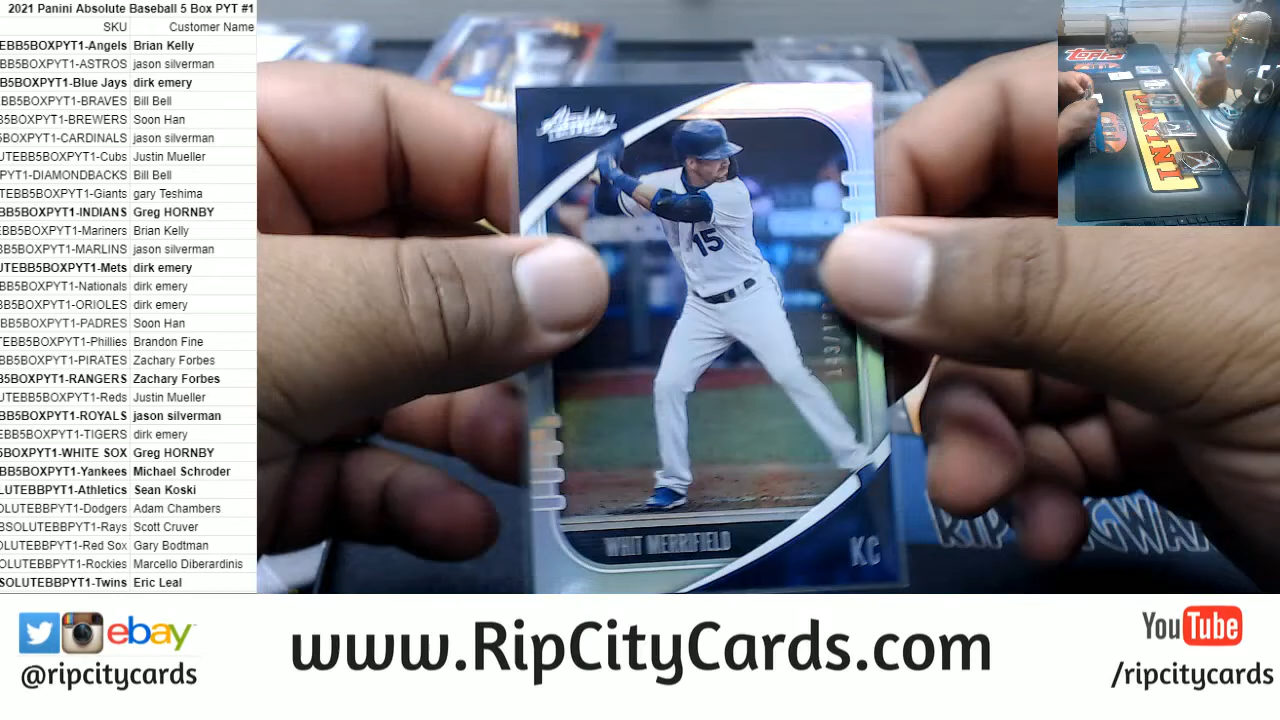 2021 Panini Absolute Baseball 5 Box PYT #1
SKU Customer Name
EBB5BOXPYT1-Angels Brian Kelly
EBB5BOXPYT1-ASTROS jason silverman
BB5BOXPYT1-Blue Jays dirk emery
BB5BOXPYT1-BRAVES Bill Bell
B5BOXPYT1-BREWERS Soon Han
5BOXPYT1-CARDINALS jason silverman
UTEBB5BOXPYT1-Cubs Justin Mueller
PYT1-DIAMONDBACKS Bill Bell
TEBB5BOXPYT1-Giants gary Teshima
BB5BOXPYT1-INDIANS Greg HORNBY
EBB5BOXPYT1-Mariners Brian Kelly
BB5BOXPYT1-MARLINS jason silverman
UTEBB5BOXPYT1-Mets dirk emery
BB5BOXPYT1-Nationals dirk emery
BB5BOXPYT1-ORIOLES dirk emery
BB5BOXPYT1-PADRES Soon Han
TEBB5BOXPYT1-Phillies Brandon Fine
BB5BOXPYT1-PIRATES Zachary Forbes
B5BOXPYT1-RANGERS Zachary Forbes
UTEBB5BOXPYT1-Reds Justin Mueller
BB5BOXPYT1-ROYALS jason silverman
EBB5BOXPYT1-TIGERS dirk emery
5BOXPYT1-WHITE SOX Greg HORNBY
BB5BOXPYT1-Yankees Michael Schroder
LUTEBBPYT1-Athletics Sean Koski
OLUTEBBPYT1-Dodgers Adam Chambers
BSOLUTEBBPYT1-Rays Scott Cruver
OLUTEBBPYT1-Red Sox Gary Bodtman
OLUTEBBPYT1-Rockies Marcello Diberardinis
SOLUTEBBPYT1-Twins Eric Leal
Absolute
15
WHIT MERRIFIELD
KC
Topps
PANINI
ebay
@ripcitycards
www.RipCityCards.com
YouTube
/ripcitycards